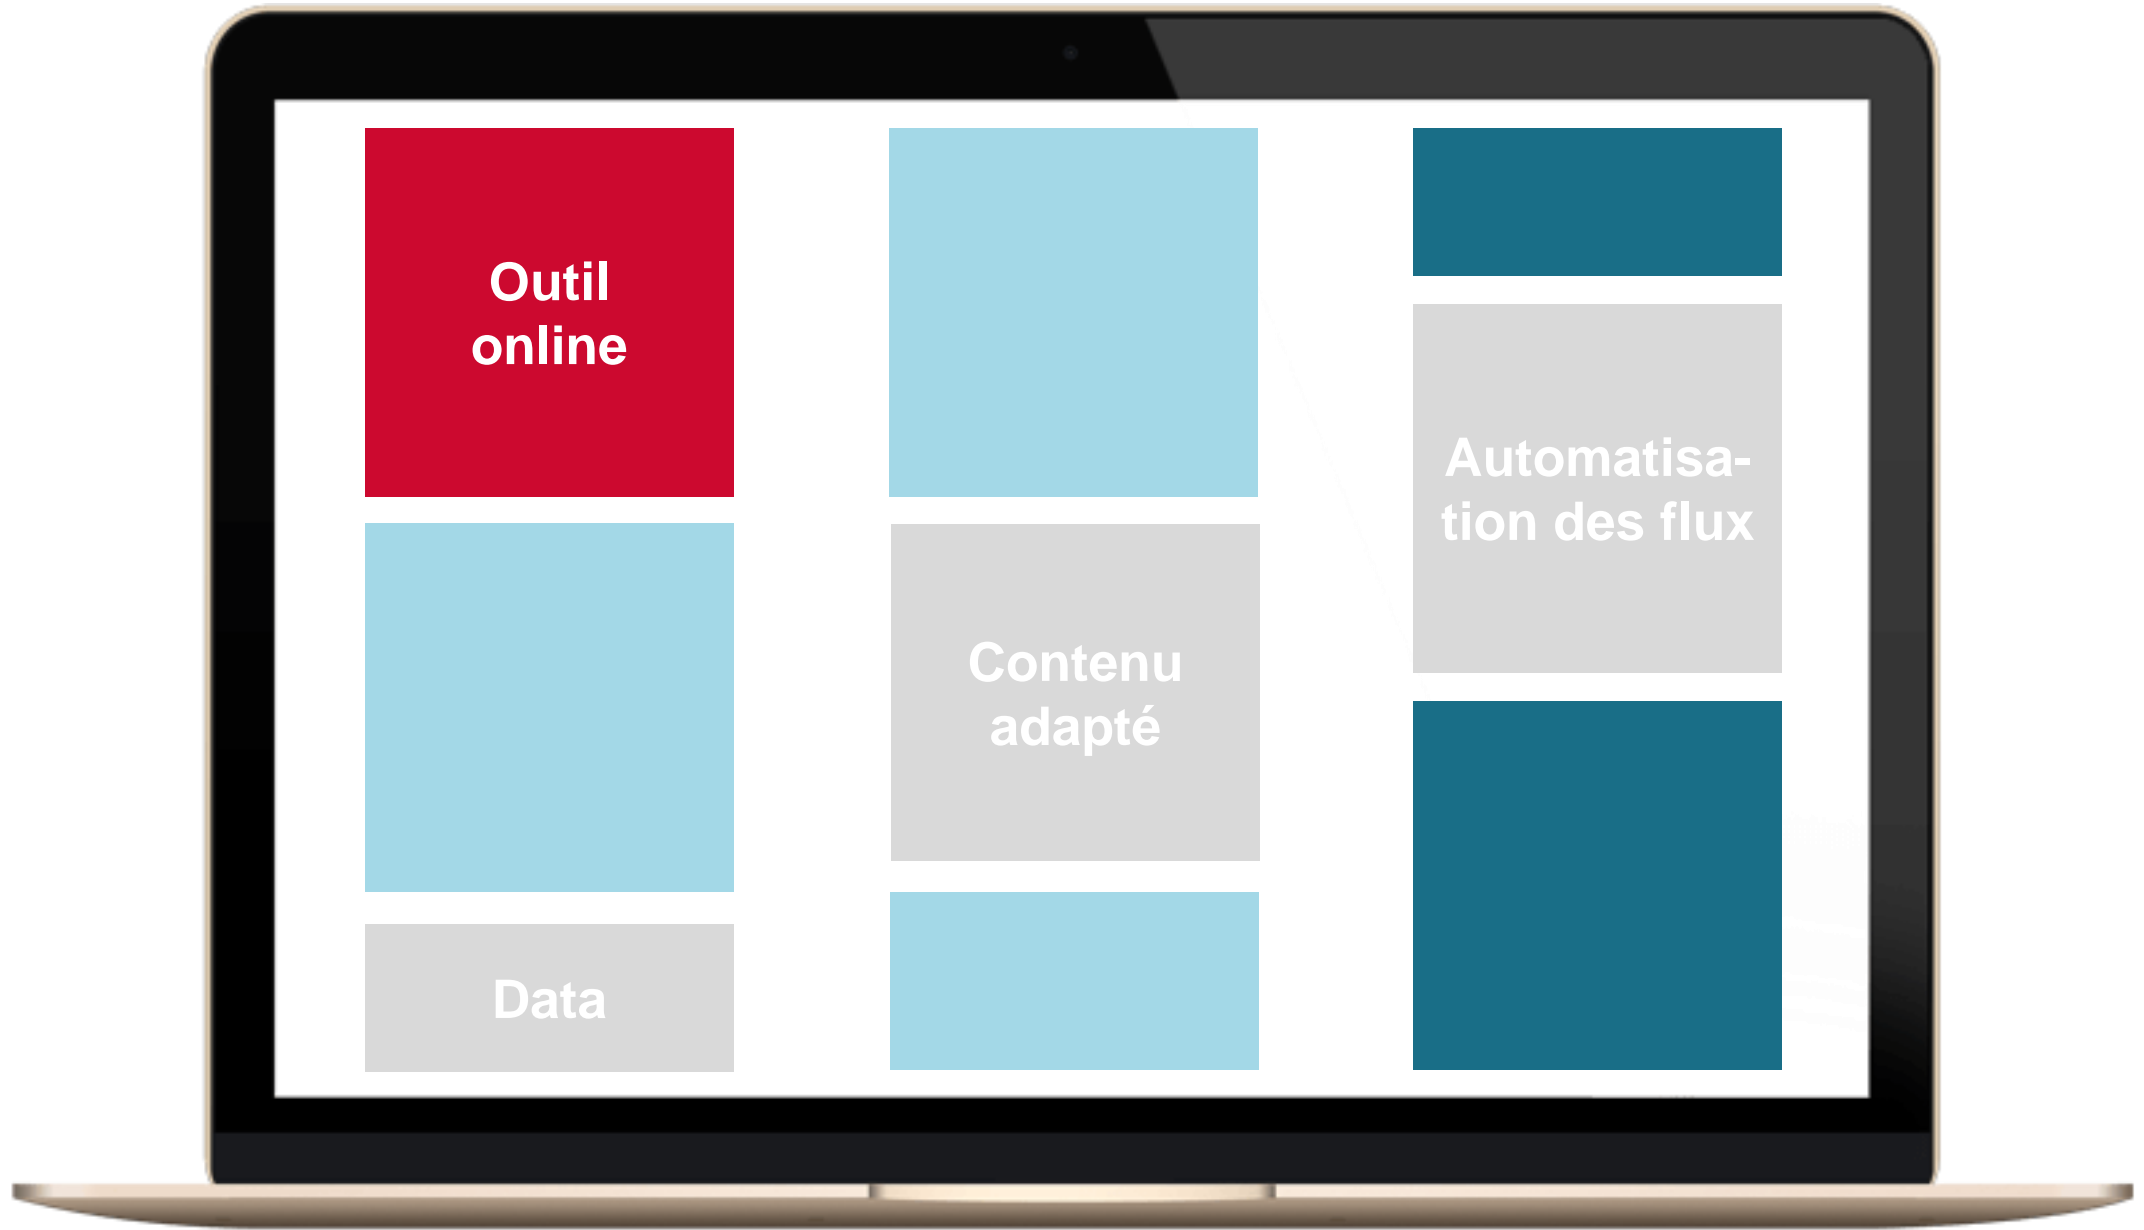 Outil
online
Automatisa-
tion des flux
Contenu
adapté
Data